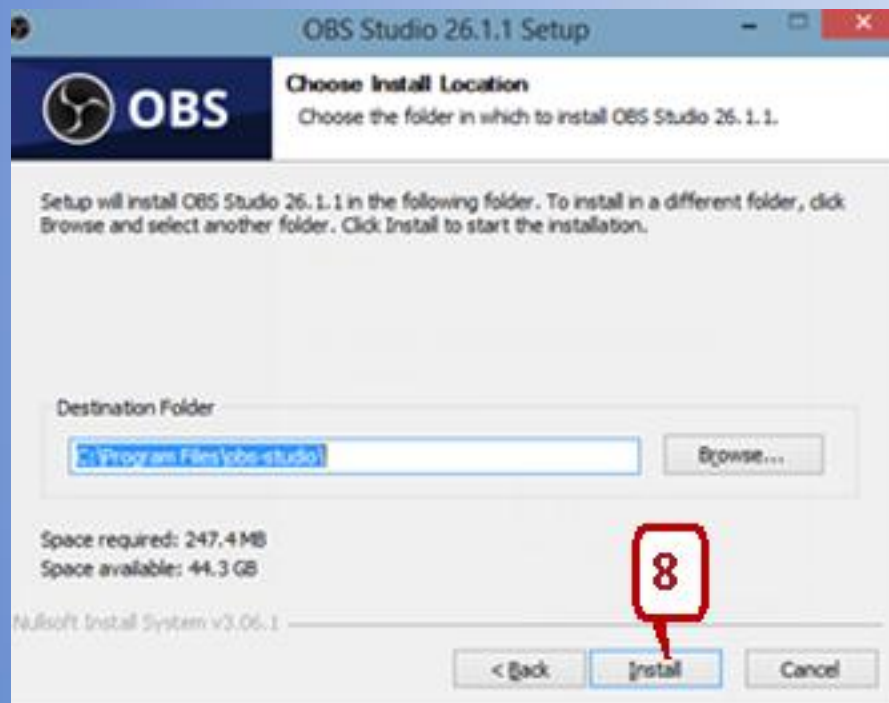 OBS Studio 26.1.1 Setup
OBS
Choose Install Location
Choose the folder in which to install OBS Studio 26.1.1.
Setup will install OBS Studio 26.1.1 in the following folder. To install in a different folder, click
Browse and select another folder. Click Install to start the installation.
Destination Folder
C:\Program Files\obs-studio\
Browse...
Space required: 247.4 MB
Space available: 44.3 GB
8
Nullsoft Install System v3.06.1
< Back
Install
Cancel